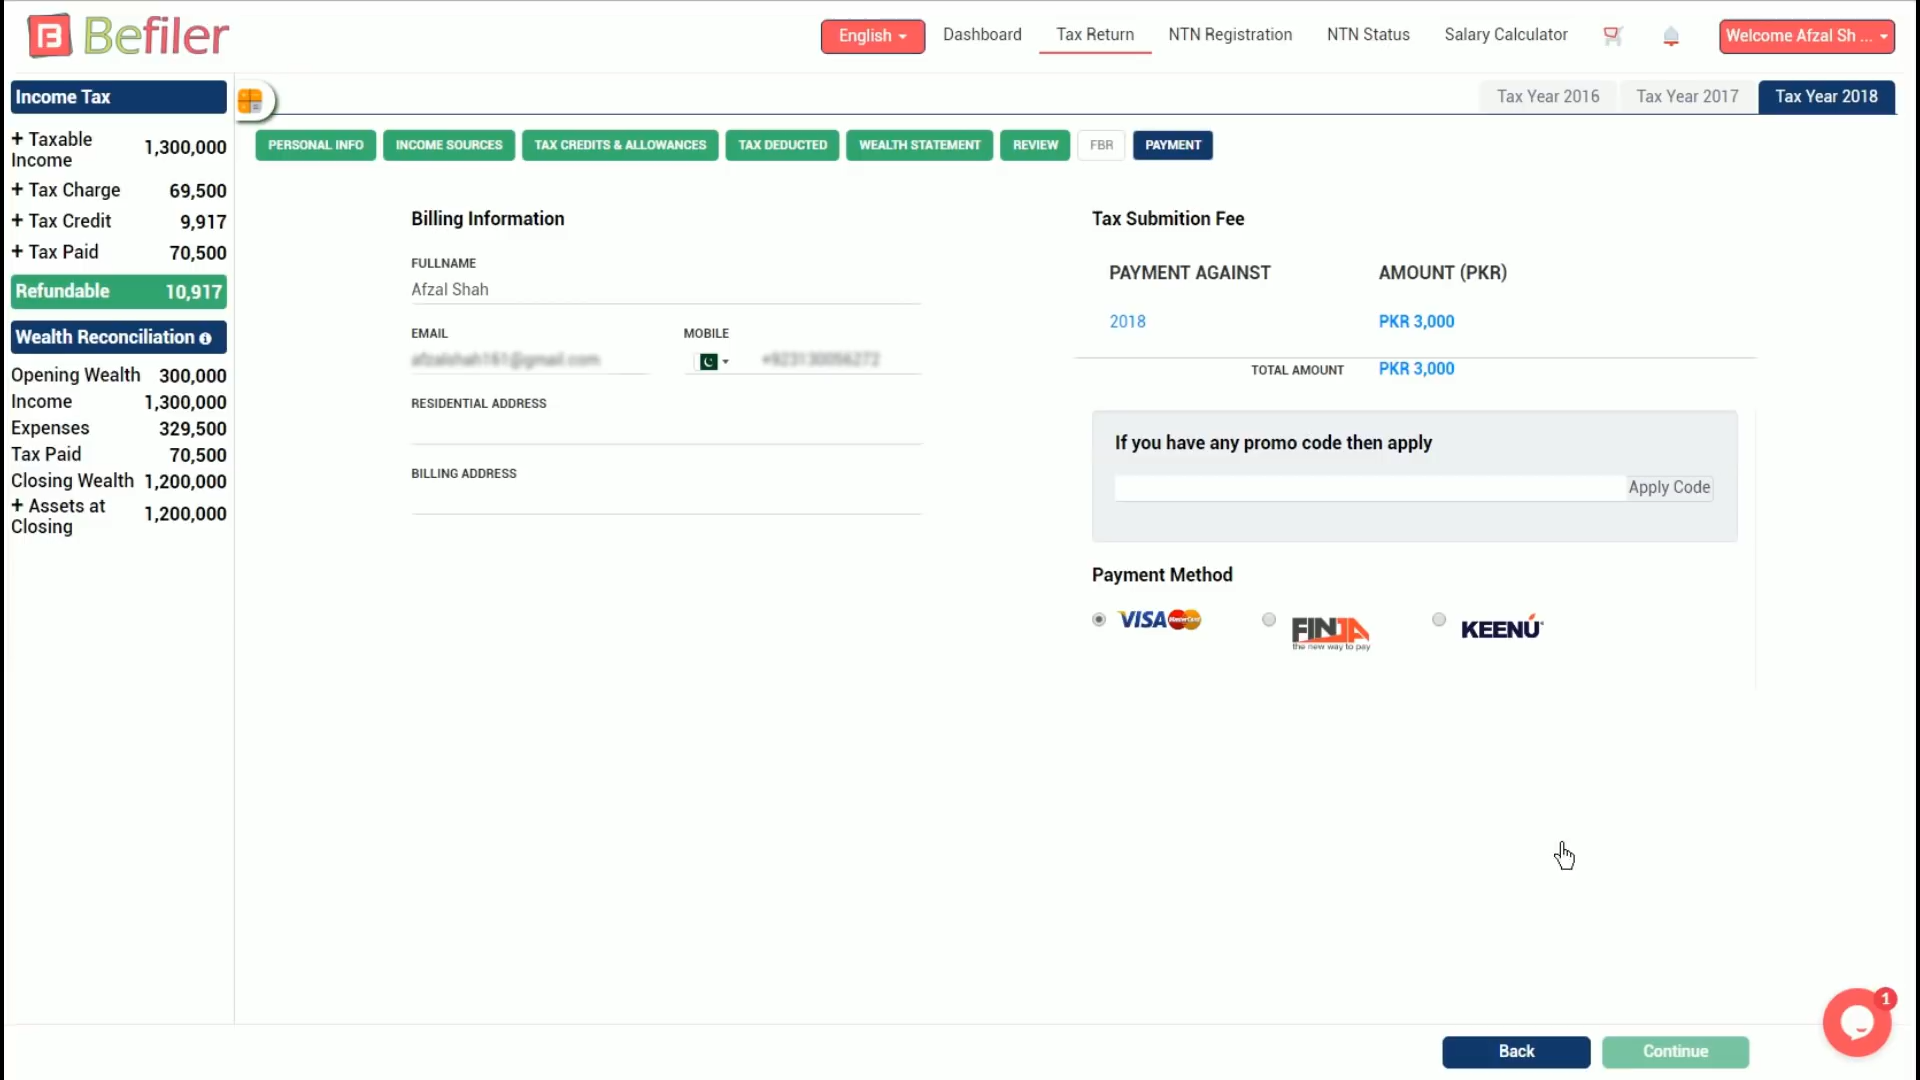 Befiler
English
Dashboard
Tax Return
NTN Registration
NTN Status
Salary Calculator
Welcome Afzal Sh ...
Income Tax
+ Taxable Income 1,300,000
+ Tax Charge 69,500
+ Tax Credit 9,917
+ Tax Paid 70,500
Refundable 10,917
Wealth Reconciliation
Opening Wealth 300,000
Income 1,300,000
Expenses 329,500
Tax Paid 70,500
Closing Wealth 1,200,000
+ Assets at Closing 1,200,000
Tax Year 2016
Tax Year 2017
Tax Year 2018
PERSONAL INFO
INCOME SOURCES
TAX CREDITS & ALLOWANCES
TAX DEDUCTED
WEALTH STATEMENT
REVIEW
FBR
PAYMENT
Billing Information
FULLNAME
Afzal Shah
EMAIL
MOBILE
RESIDENTIAL ADDRESS
BILLING ADDRESS
Tax Submition Fee
PAYMENT AGAINST AMOUNT (PKR)
2018 PKR 3,000
TOTAL AMOUNT PKR 3,000
If you have any promo code then apply
Apply Code
Payment Method
VISA MasterCard
FINJA
the new way to pay
KEENU
1
Back
Continue